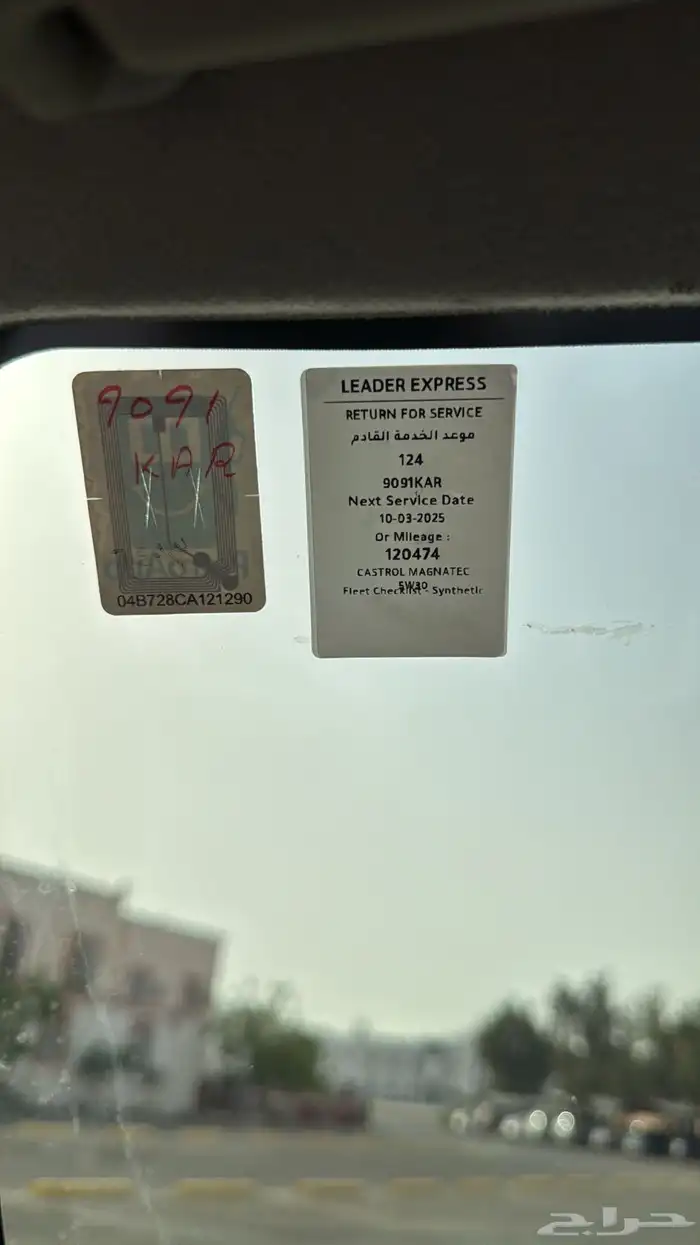 9091
KAR
04B728CA121290
LEADER EXPRESS
RETURN FOR SERVICE
موعد الخدمة القادم
124
9091KAR
Next Service Date
10-03-2025
Or Mileage :
120474
CASTROL MAGNATEC
5W30
Fleet Checklist - Synthetic
حراج